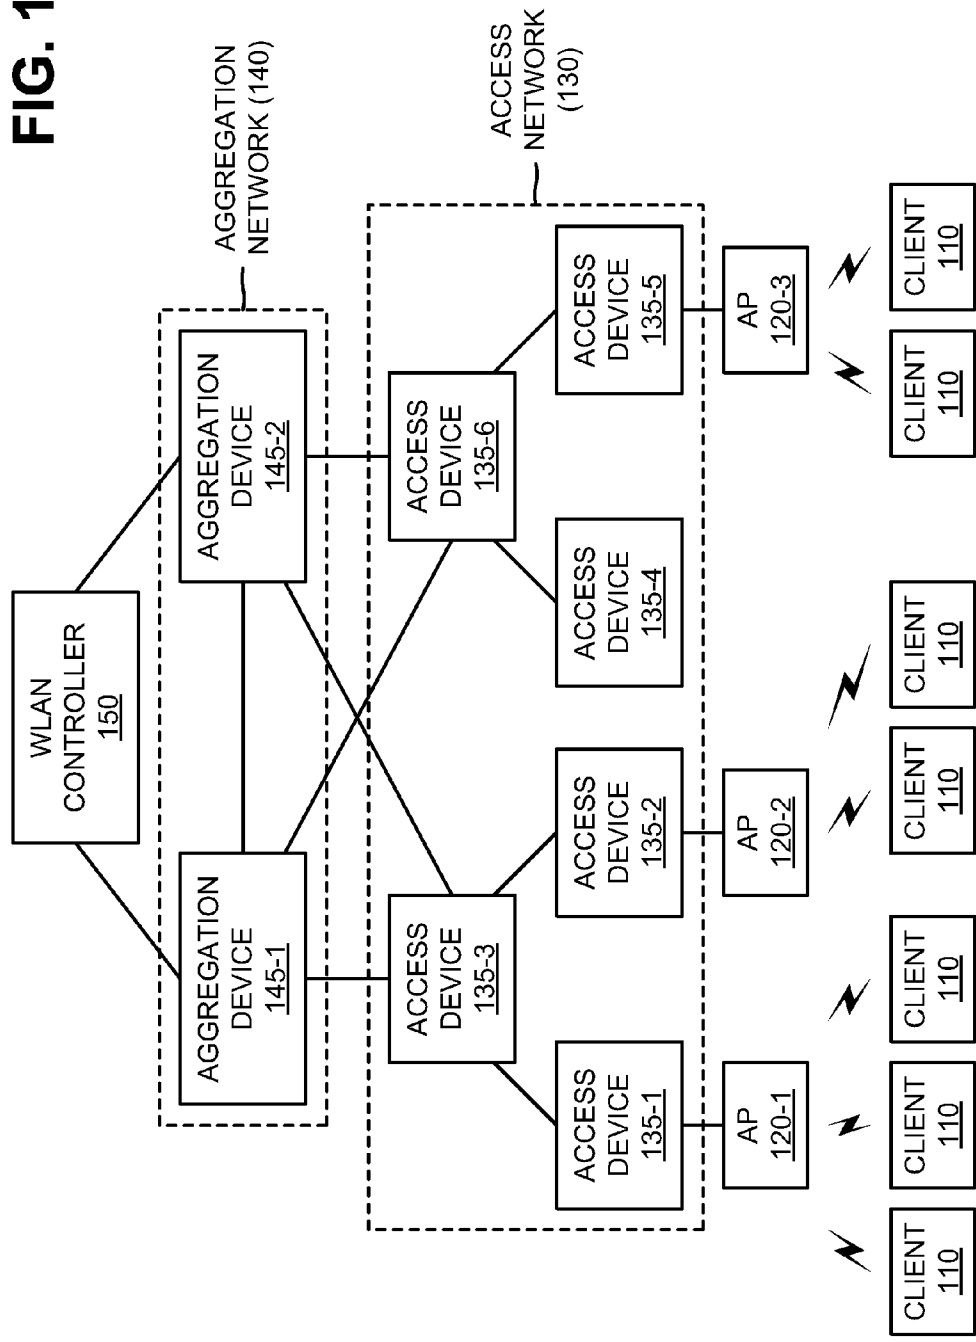 FIG. 1
WLAN
CONTROLLER
150
AGGREGATION
NETWORK (140)
AGGREGATION
DEVICE
145-1
AGGREGATION
DEVICE
145-2
ACCESS
NETWORK
(130)
ACCESS
DEVICE
135-3
ACCESS
DEVICE
135-6
ACCESS
DEVICE
135-1
ACCESS
DEVICE
135-2
ACCESS
DEVICE
135-4
ACCESS
DEVICE
135-5
AP
120-1
AP
120-2
AP
120-3
CLIENT
110
CLIENT
110
CLIENT
110
CLIENT
110
CLIENT
110
CLIENT
110
CLIENT
110